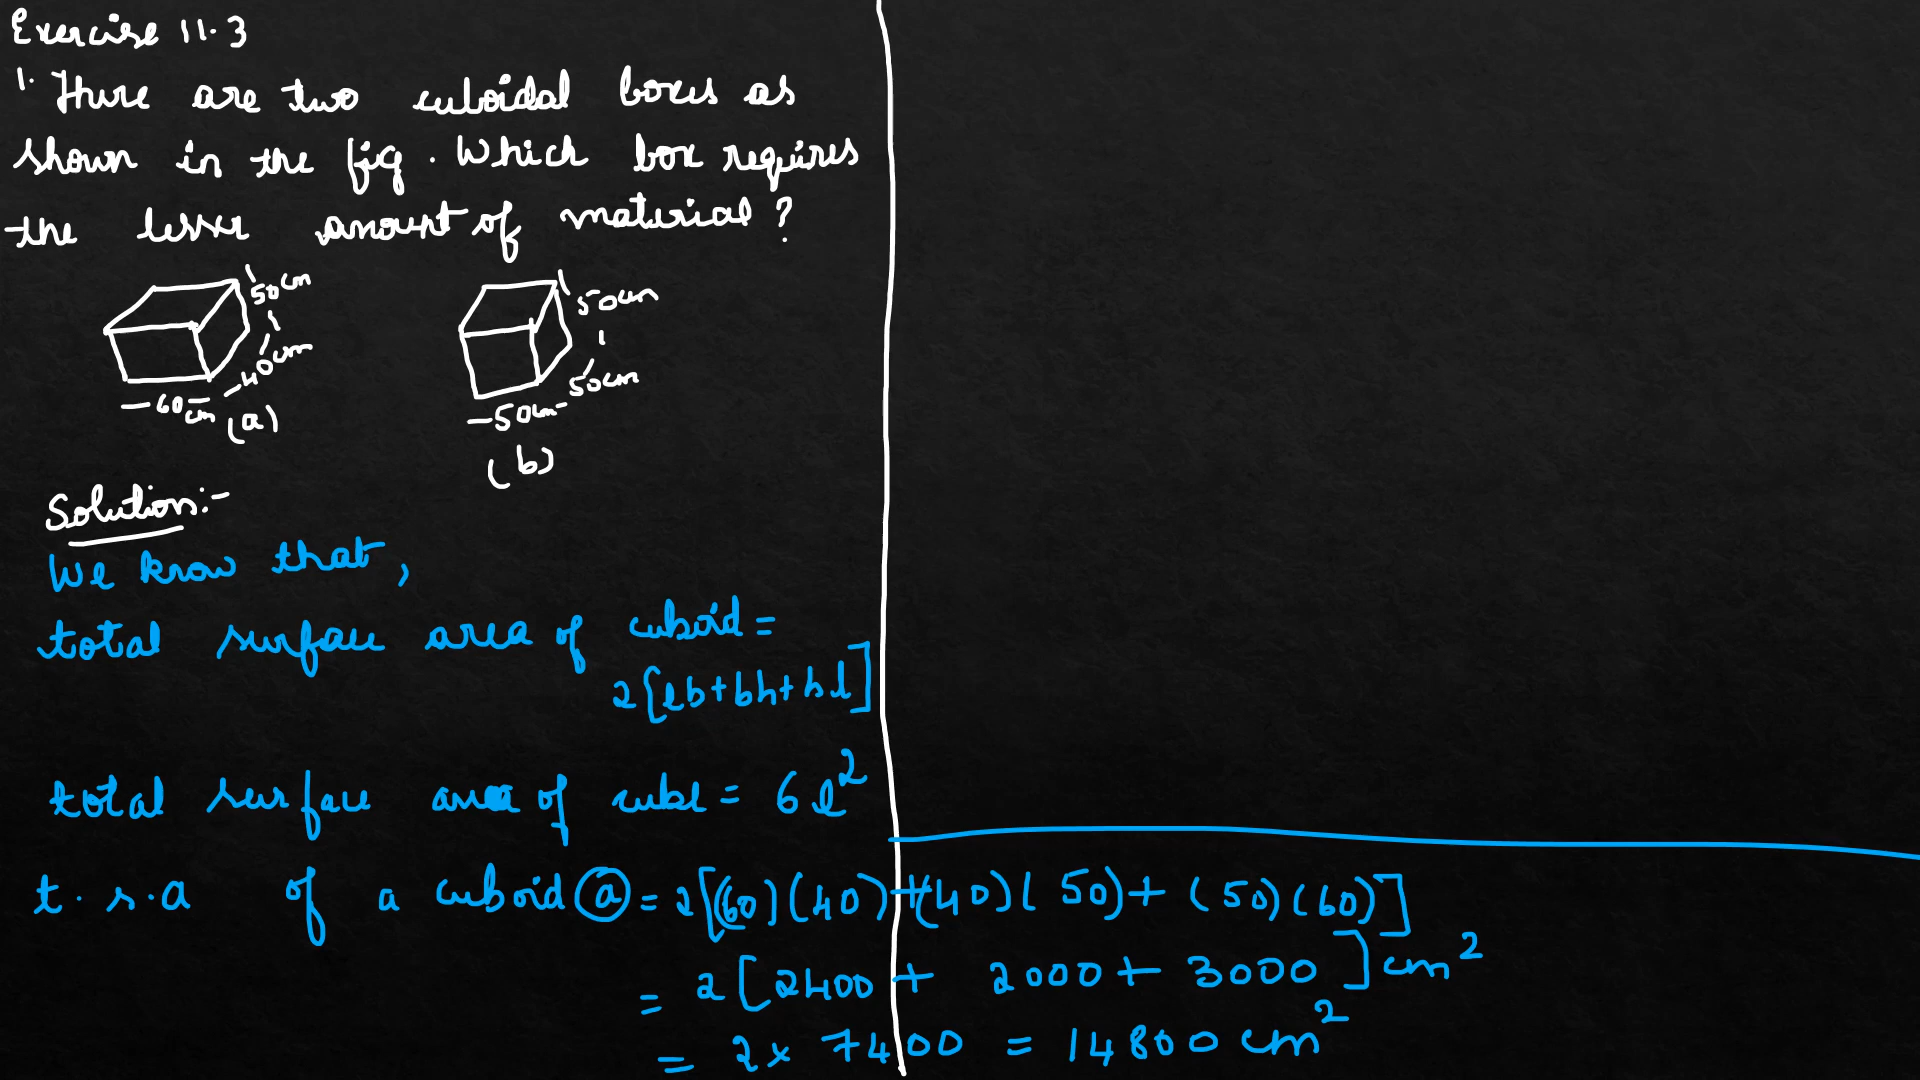 Exercise 11.3
1. There are two cuboidal boxes as
shown in the fig. Which box requires
the lesser amount of material?
50cm
40cm
60cm
(a)
50cm
50cm
50cm
(b)
Solution:-
We know that,
total surface area of cuboid =
2[lb+bh+hl]
total surface area of cube = 6l²
t.s.a of a cuboid (a) = 2[(60)(40)+(40)(50)+(50)(60)]
= 2[2400 + 2000 + 3000] cm²
= 2 x 7400 = 14800 cm²